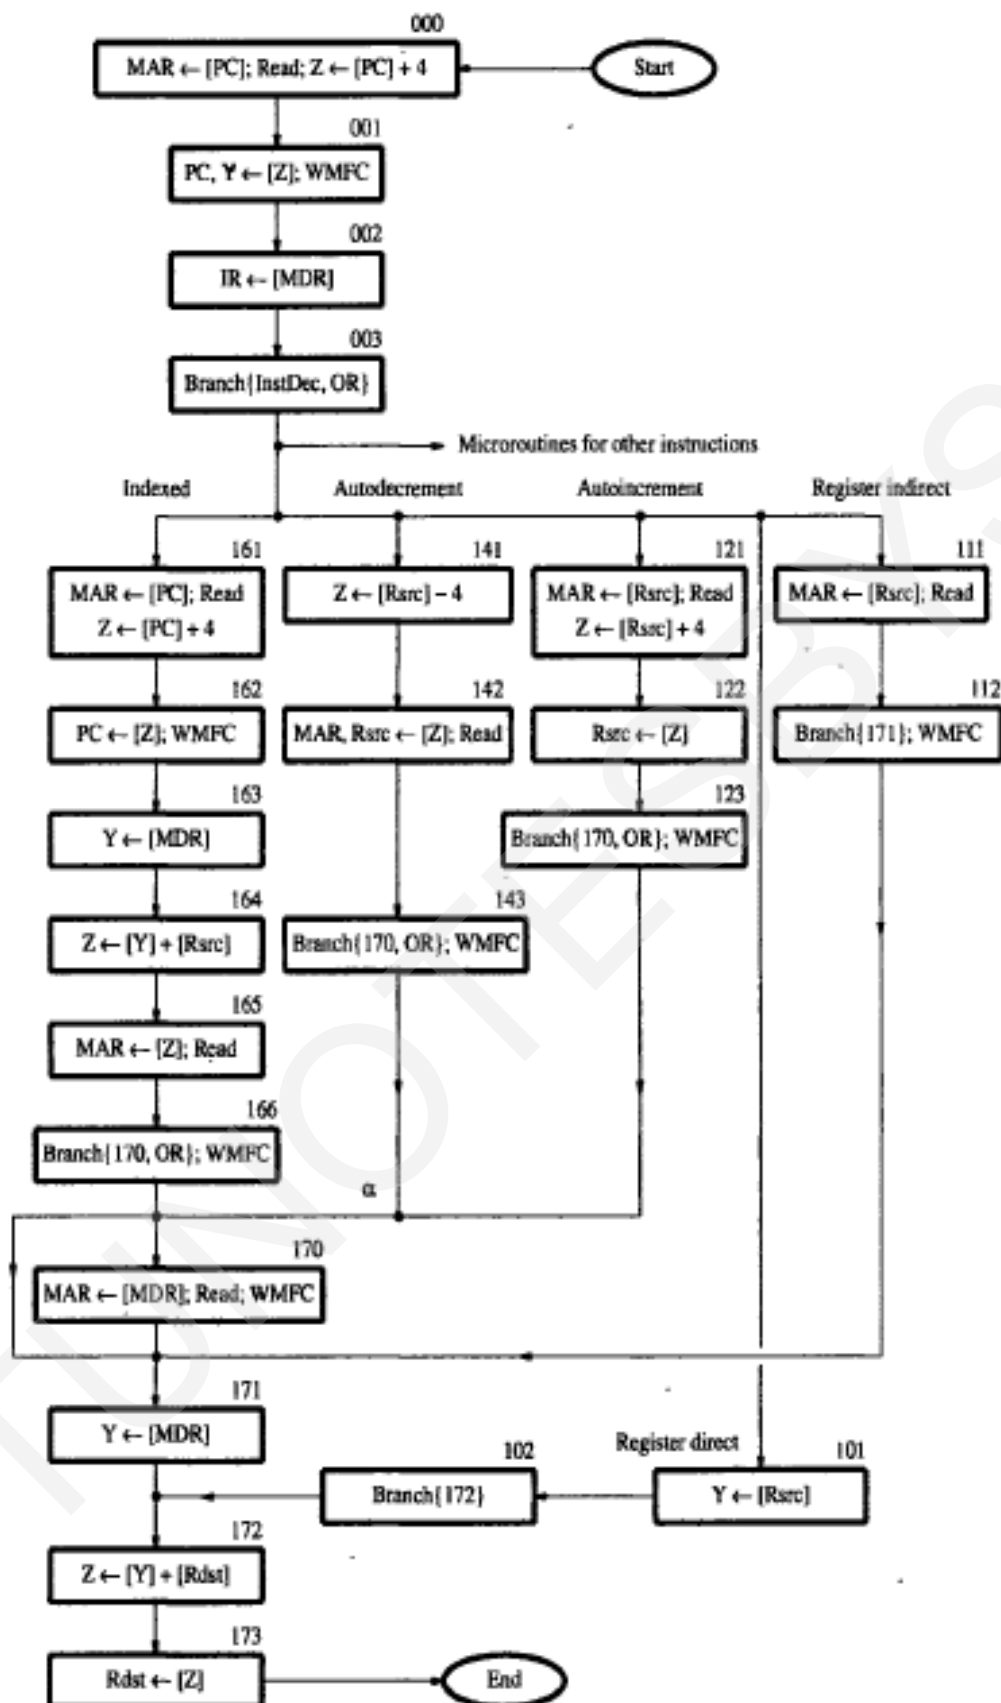 000
MAR ← [PC]; Read; Z ← [PC] + 4
Start
001
PC, Y ← [Z]; WMFC
002
IR ← [MDR]
003
Branch{InstDec, OR}
Microroutines for other instructions
Indexed
Autodecrement
Autoincrement
Register indirect
161
MAR ← [PC]; Read
Z ← [PC] + 4
141
Z ← [Rsrc] − 4
121
MAR ← [Rsrc]; Read
Z ← [Rsrc] + 4
111
MAR ← [Rsrc]; Read
162
PC ← [Z]; WMFC
142
MAR, Rsrc ← [Z]; Read
122
Rsrc ← [Z]
112
Branch{171}; WMFC
163
Y ← [MDR]
123
Branch{170, OR}; WMFC
164
Z ← [Y] + [Rsrc]
143
Branch{170, OR}; WMFC
165
MAR ← [Z]; Read
166
Branch{170, OR}; WMFC
α
170
MAR ← [MDR]; Read; WMFC
171
Y ← [MDR]
Register direct
102
Branch{172}
101
Y ← [Rsrc]
172
Z ← [Y] + [Rdst]
173
Rdst ← [Z]
End
TUNOTESBY.S